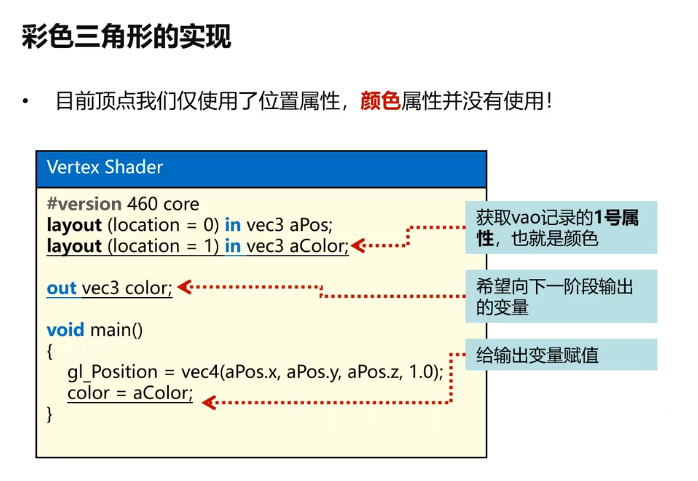 彩色三角形的实现
• 目前顶点我们仅使用了位置属性，颜色属性并没有使用！
Vertex Shader
#version 460 core
layout (location = 0) in vec3 aPos;
layout (location = 1) in vec3 aColor;
out vec3 color;
void main()
{
gl_Position = vec4(aPos.x, aPos.y, aPos.z, 1.0);
color = aColor;
}
获取vao记录的1号属
性，也就是颜色
希望向下一阶段输出
的变量
给输出变量赋值